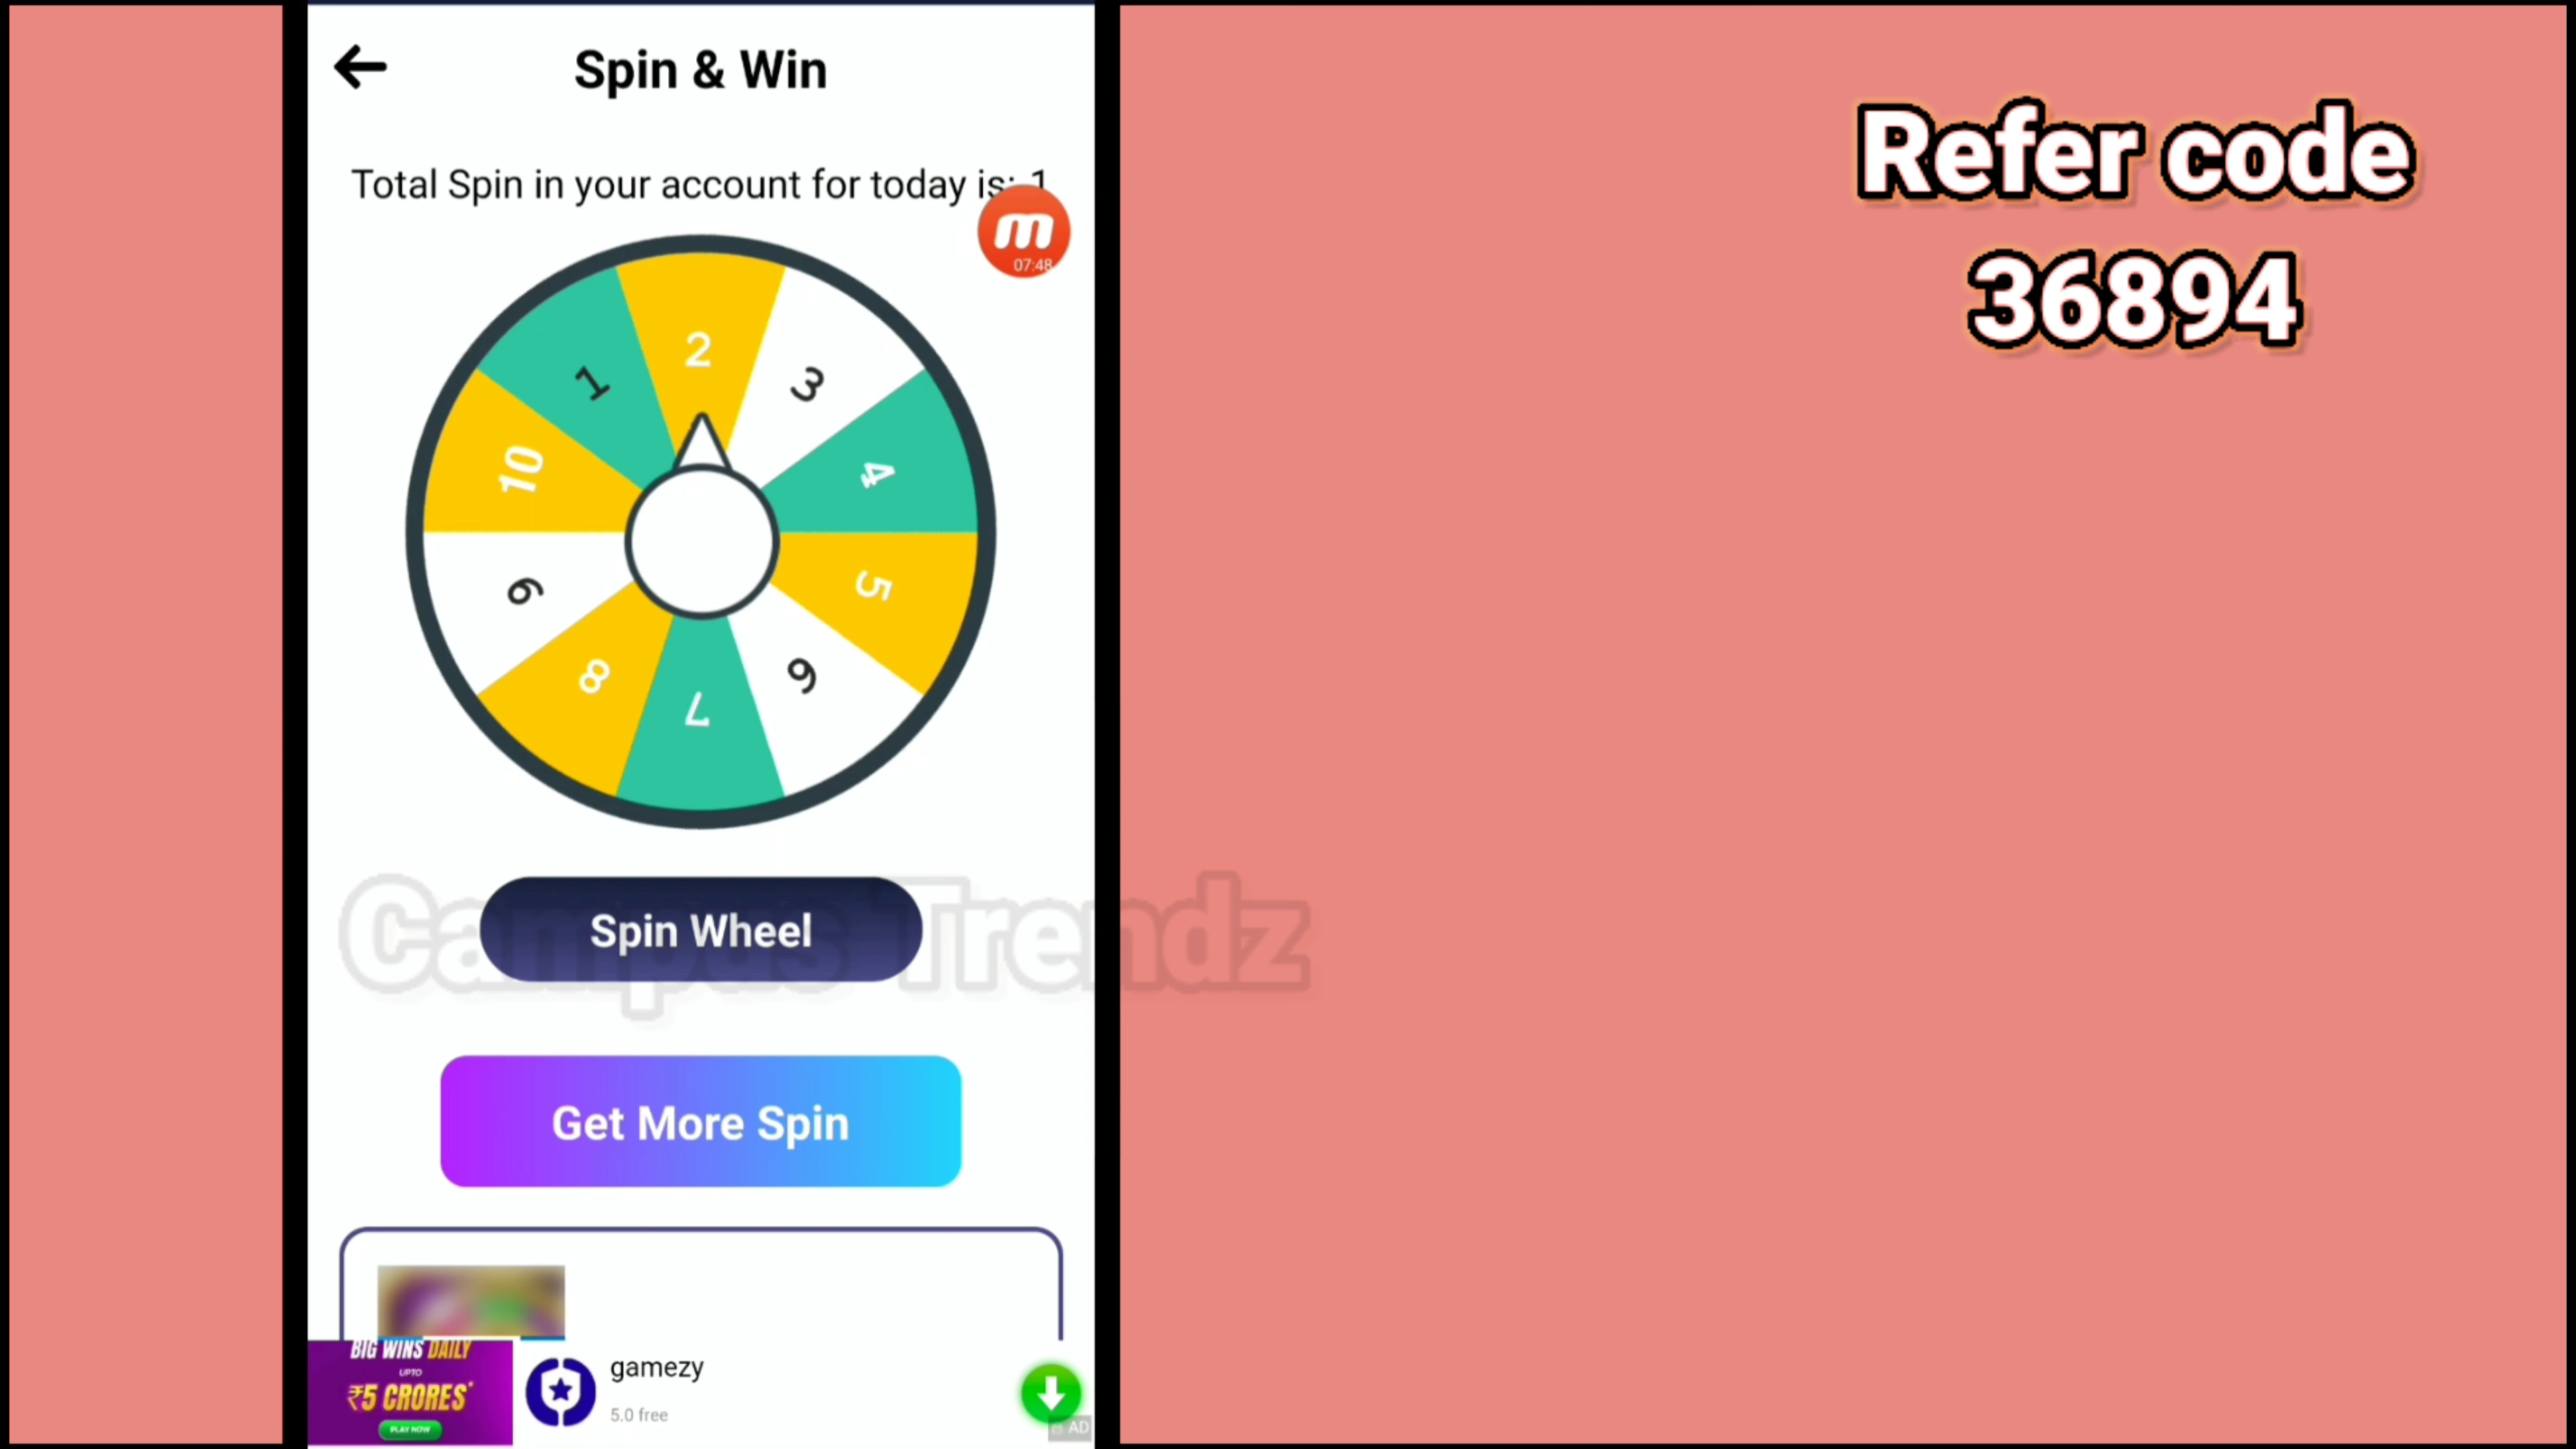 Spin & Win
Total Spin in your account for today is: 1
m
07:48
Refer code
36894
1
2
3
4
5
6
7
8
9
10
Spin Wheel
Campus Trendz
Get More Spin
BIG WINS DAILY
UPTO
₹5 CRORES*
PLAY NOW
gamezy
5.0 free
AD